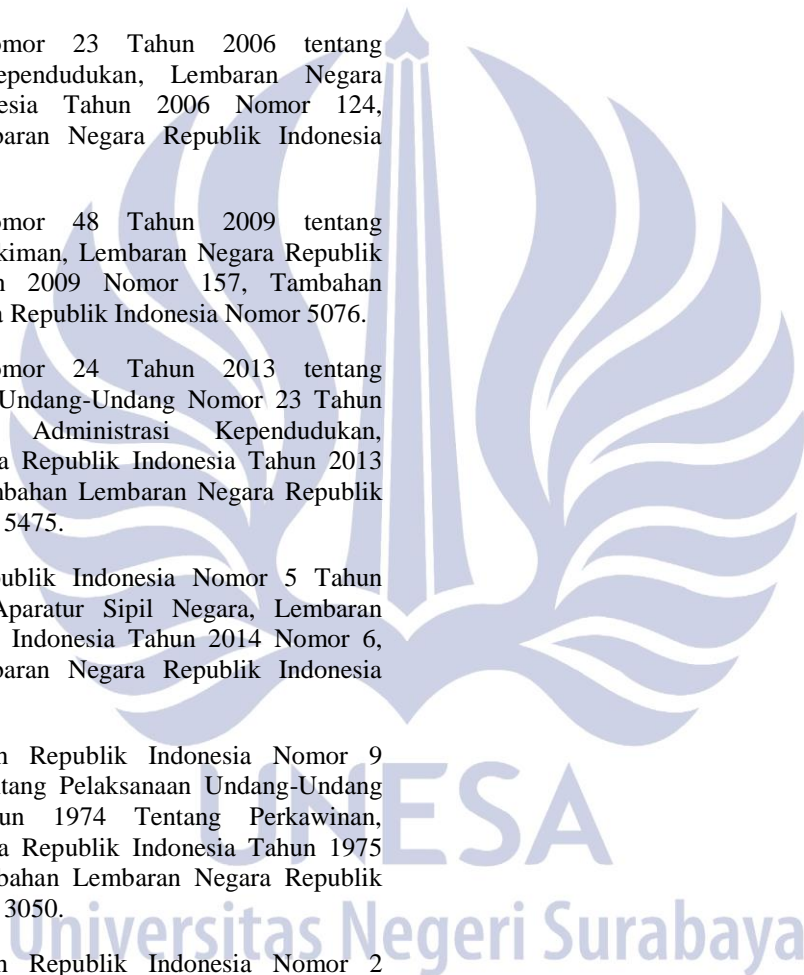 omor 23 Tahun 2006 tentang
ependudukan, Lembaran Negara
esia Tahun 2006 Nomor 124,
baran Negara Republik Indonesia
omor 48 Tahun 2009 tentang
kiman, Lembaran Negara Republik
n 2009 Nomor 157, Tambahan
a Republik Indonesia Nomor 5076.
omor 24 Tahun 2013 tentang
Undang-Undang Nomor 23 Tahun
Administrasi Kependudukan,
a Republik Indonesia Tahun 2013
mbahan Lembaran Negara Republik
5475.
publik Indonesia Nomor 5 Tahun
Aparatur Sipil Negara, Lembaran
Indonesia Tahun 2014 Nomor 6,
baran Negara Republik Indonesia
n Republik Indonesia Nomor 9
ntang Pelaksanaan Undang-Undang
un 1974 Tentang Perkawinan,
a Republik Indonesia Tahun 1975
bahan Lembaran Negara Republik
3050.
n Republik Indonesia Nomor 2
UNESA
Universitas Negeri Surabaya